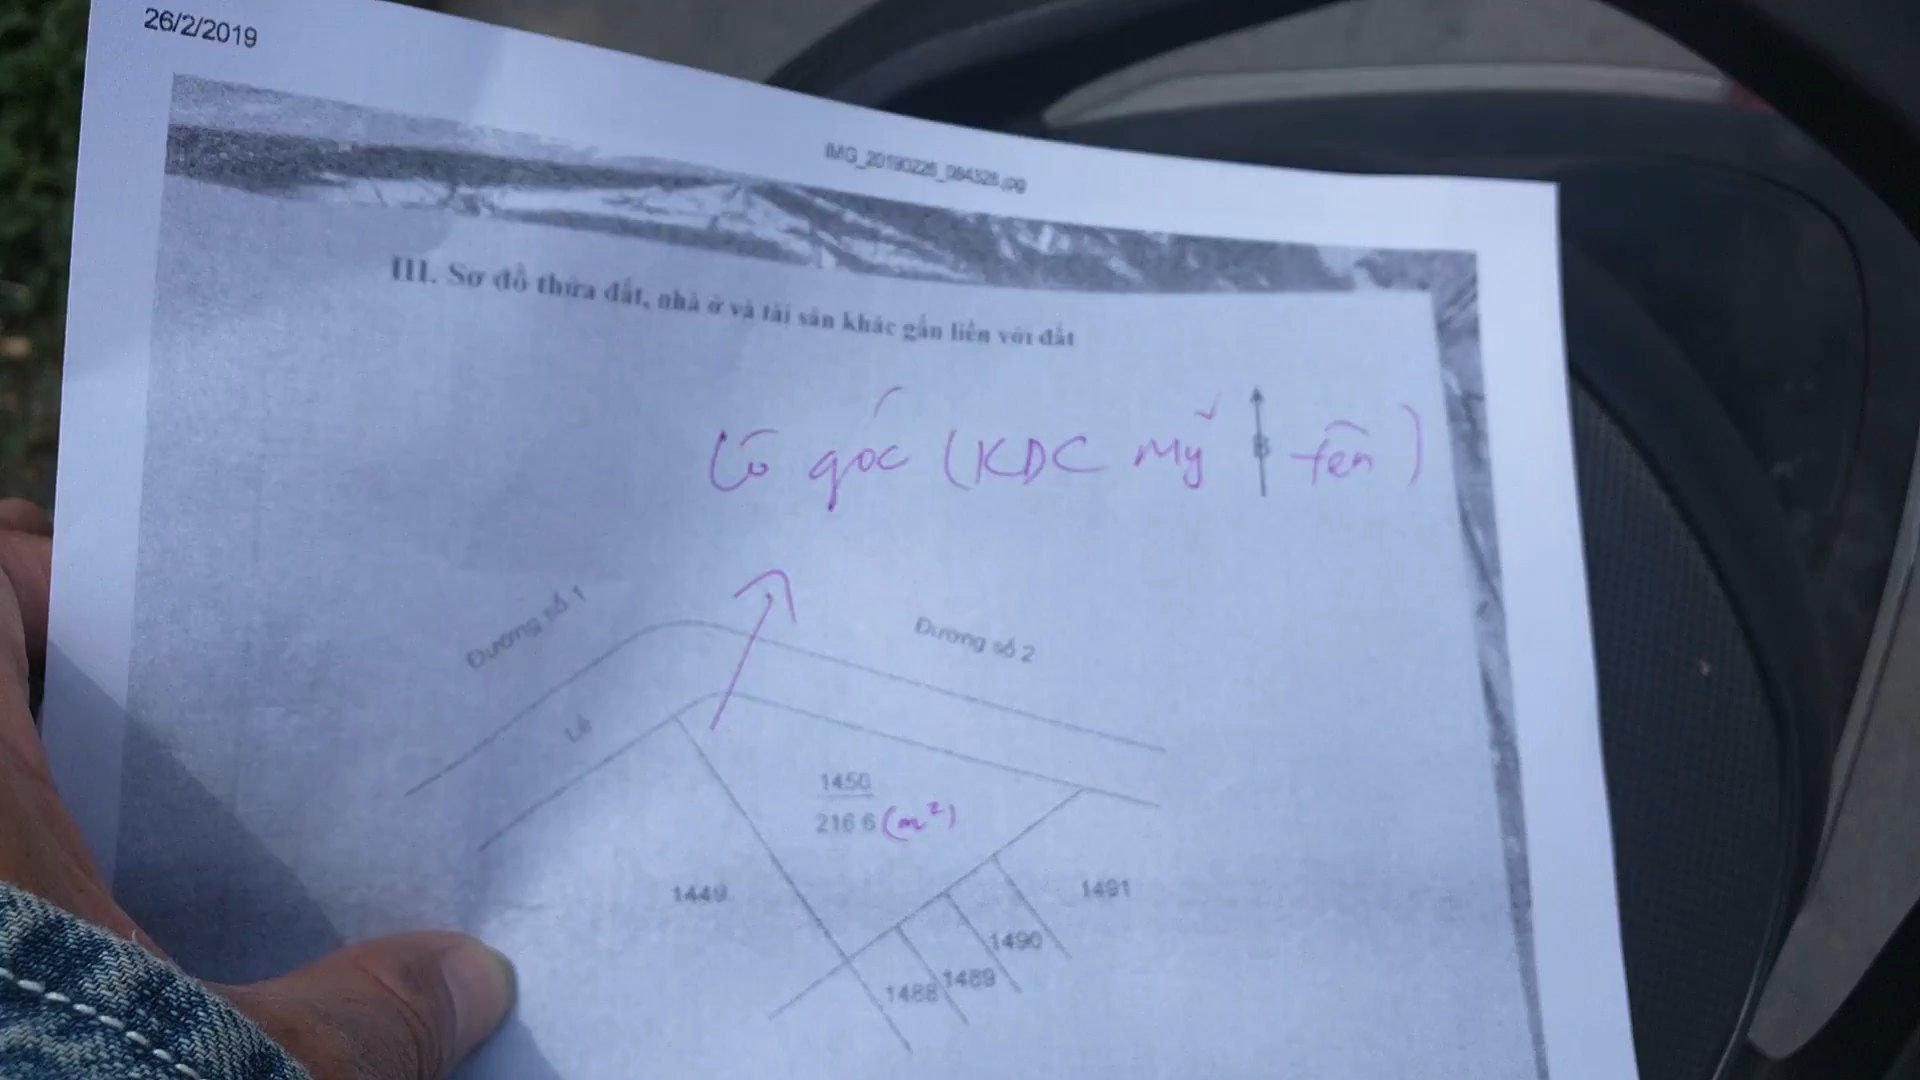 26/2/2019
IMG_20190226_084328.jpg
III. Sơ đồ thửa đất, nhà ở và tài sản khác gắn liền với đất
Lô góc (KDC Mỹ
B
Đường số 1
Đường số 2
Lề
1450
216.6 (m²)
1449
1491
1490
1489
1488